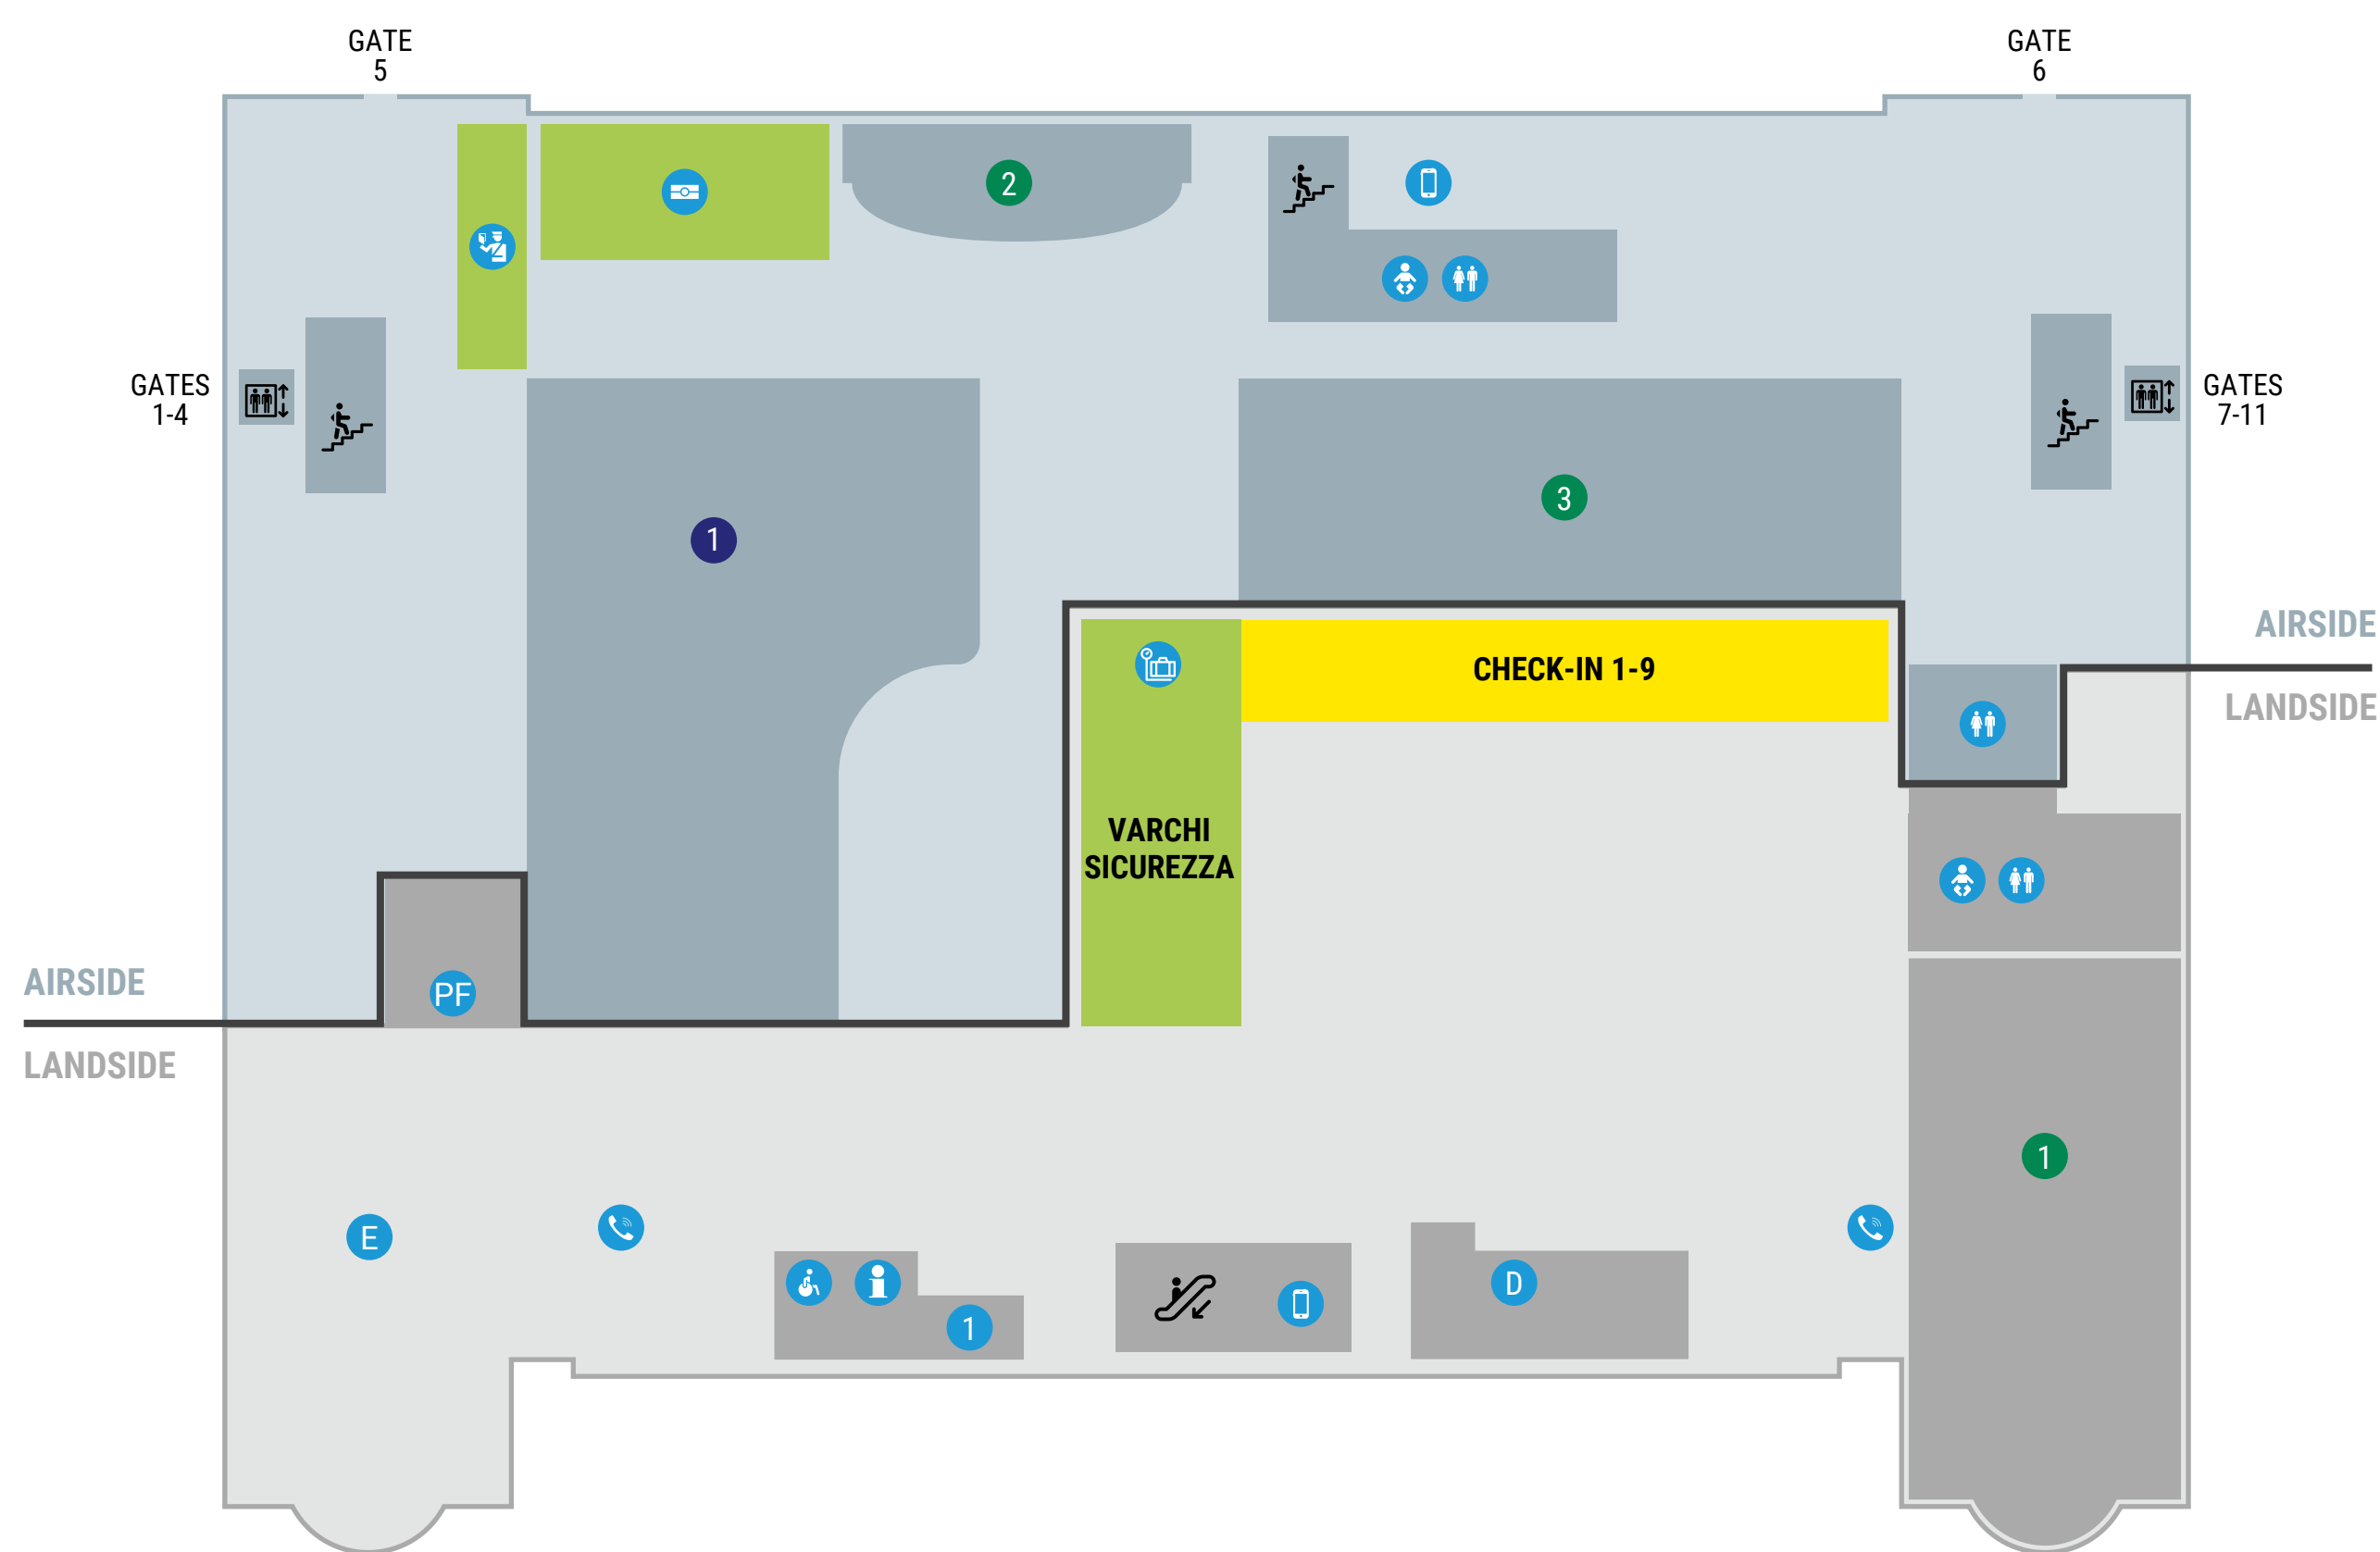 GATE
5
GATE
6
2
GATES
1-4
GATES
7-11
3
1
AIRSIDE
CHECK-IN 1-9
LANDSIDE
VARCHI
SICUREZZA
AIRSIDE
PF
LANDSIDE
1
E
D
1